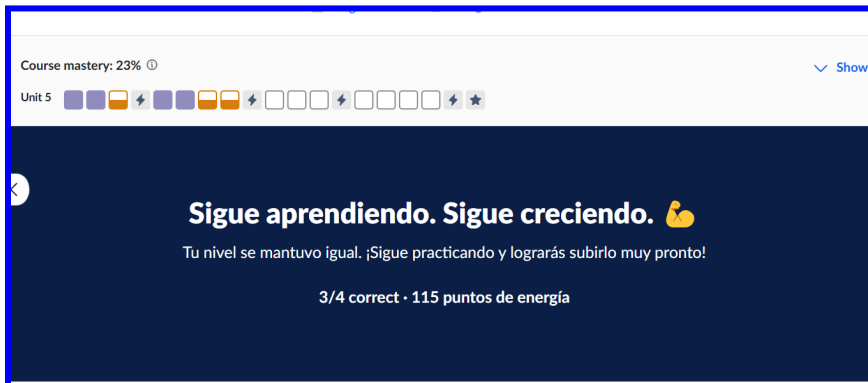 Course mastery: 23%
Show
Unit 5
Sigue aprendiendo. Sigue creciendo. 💪
Tu nivel se mantuvo igual. ¡Sigue practicando y lograrás subirlo muy pronto!
3/4 correct · 115 puntos de energía